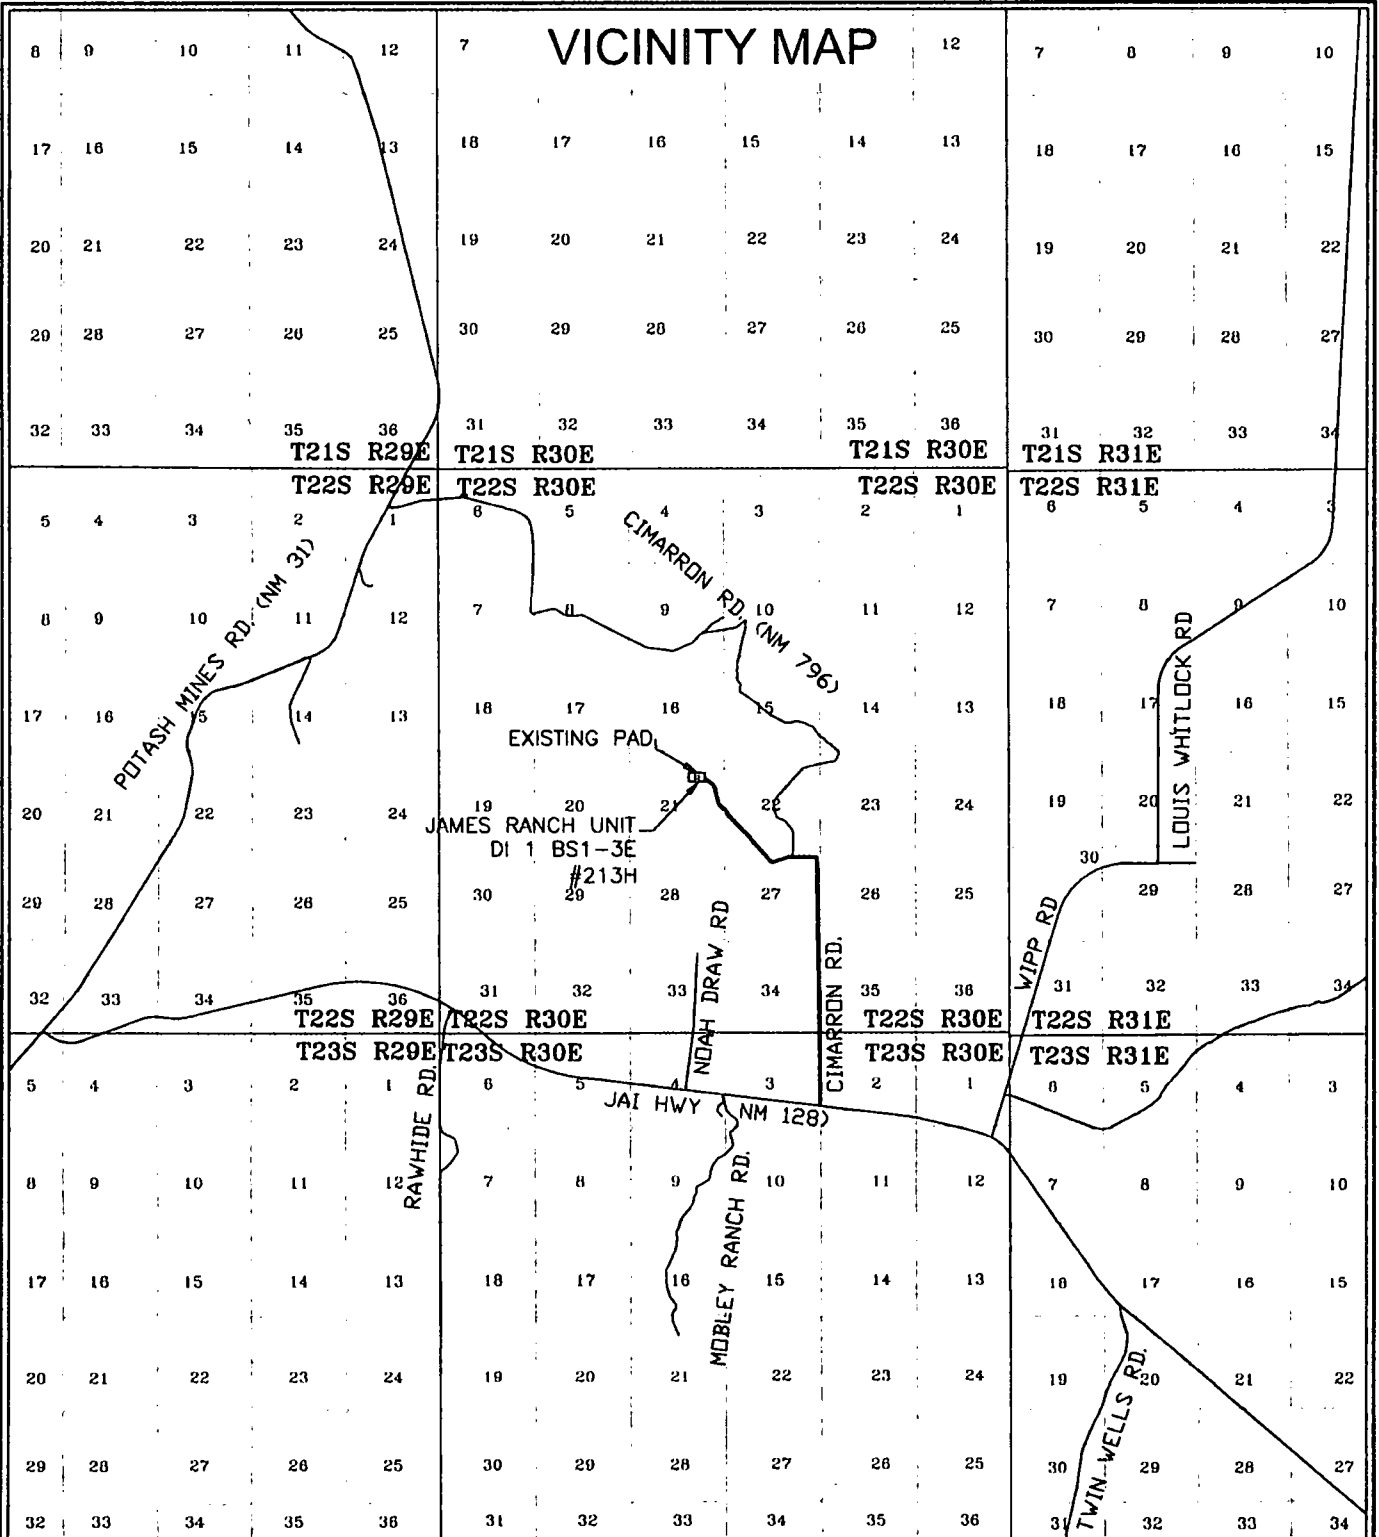 VICINITY MAP
8 9 10 11 12 7 12 7 8 9 10
17 16 15 14 13 18 17 16 15 14 13 18 17 16 15
20 21 22 23 24 19 20 21 22 23 24 19 20 21 22
29 28 27 26 25 30 29 28 27 26 25 30 29 28 27
32 33 34 35 36 31 32 33 34 35 36 31 32 33 34
T21S R29E T21S R30E T21S R30E T21S R31E
T22S R29E T22S R30E T22S R30E T22S R31E
5 4 3 2 1 6 5 4 3 2 1 6 5 4 3
CIMARRON RD. (NM 796)
POTASH MINES RD. (NM 31)
8 9 10 11 12 7 8 9 10 11 12 7 8 9 10
LOUIS WHITLOCK RD
17 16 15 14 13 18 17 16 15 14 13 18 17 16 15
EXISTING PAD
20 21 22 23 24 19 20 21 22 23 24 19 20 21 22
JAMES RANCH UNIT
DI 1 BS1-3E
#213H
29 28 27 26 25 30 29 28 27 26 25 30 29 28 27
NOAH DRAW RD
CIMARRON RD.
WIPP RD
32 33 34 35 36 31 32 33 34 35 36 31 32 33 34
T22S R29E T22S R30E T22S R30E T22S R31E
T23S R29E T23S R30E T23S R30E T23S R31E
5 4 3 2 1 6 5 4 3 2 1 6 5 4 3
JAI HWY (NM 128)
RAWHIDE RD.
8 9 10 11 12 7 8 9 10 11 12 7 8 9 10
MOBLEY RANCH RD.
17 16 15 14 13 18 17 16 15 14 13 18 17 16 15
20 21 22 23 24 19 20 21 22 23 24 19 20 21 22
TWIN WELLS RD.
29 28 27 26 25 30 29 28 27 26 25 30 29 28 27
32 33 34 35 36 31 32 33 34 35 36 31 32 33 34